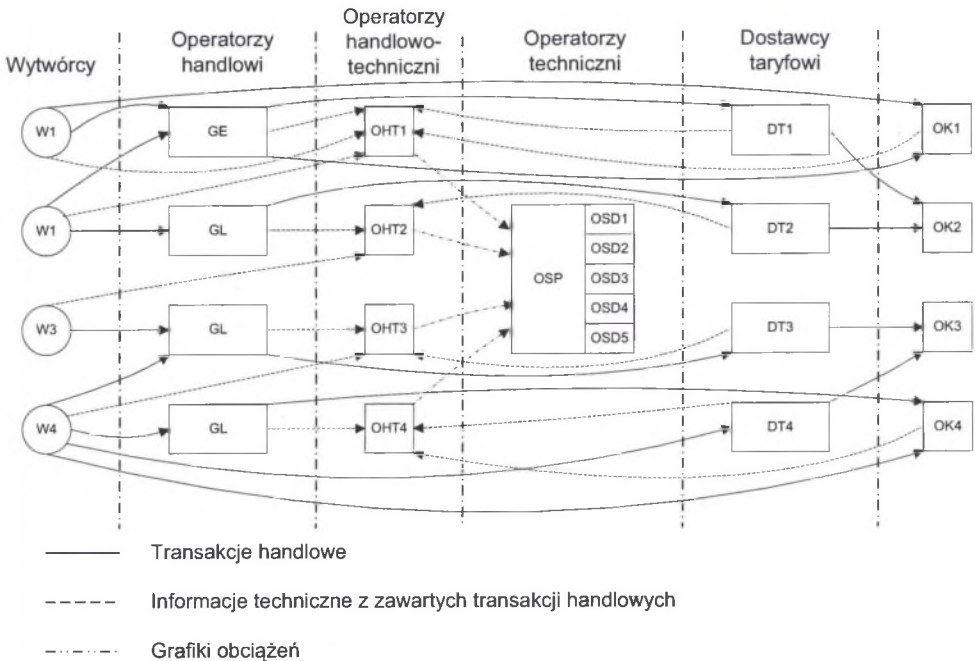 Wytwórcy
Operatorzy
handlowi
Operatorzy
handlowo-
techniczni
Operatorzy
techniczni
Dostawcy
taryfowi
W1
GE
OHT1
DT1
OK1
W1
GL
OHT2
OSP
OSD1
OSD2
OSD3
OSD4
OSD5
DT2
OK2
W3
GL
OHT3
DT3
OK3
W4
GL
OHT4
DT4
OK4
Transakcje handlowe
Informacje techniczne z zawartych transakcji handlowych
Grafiki obciążeń